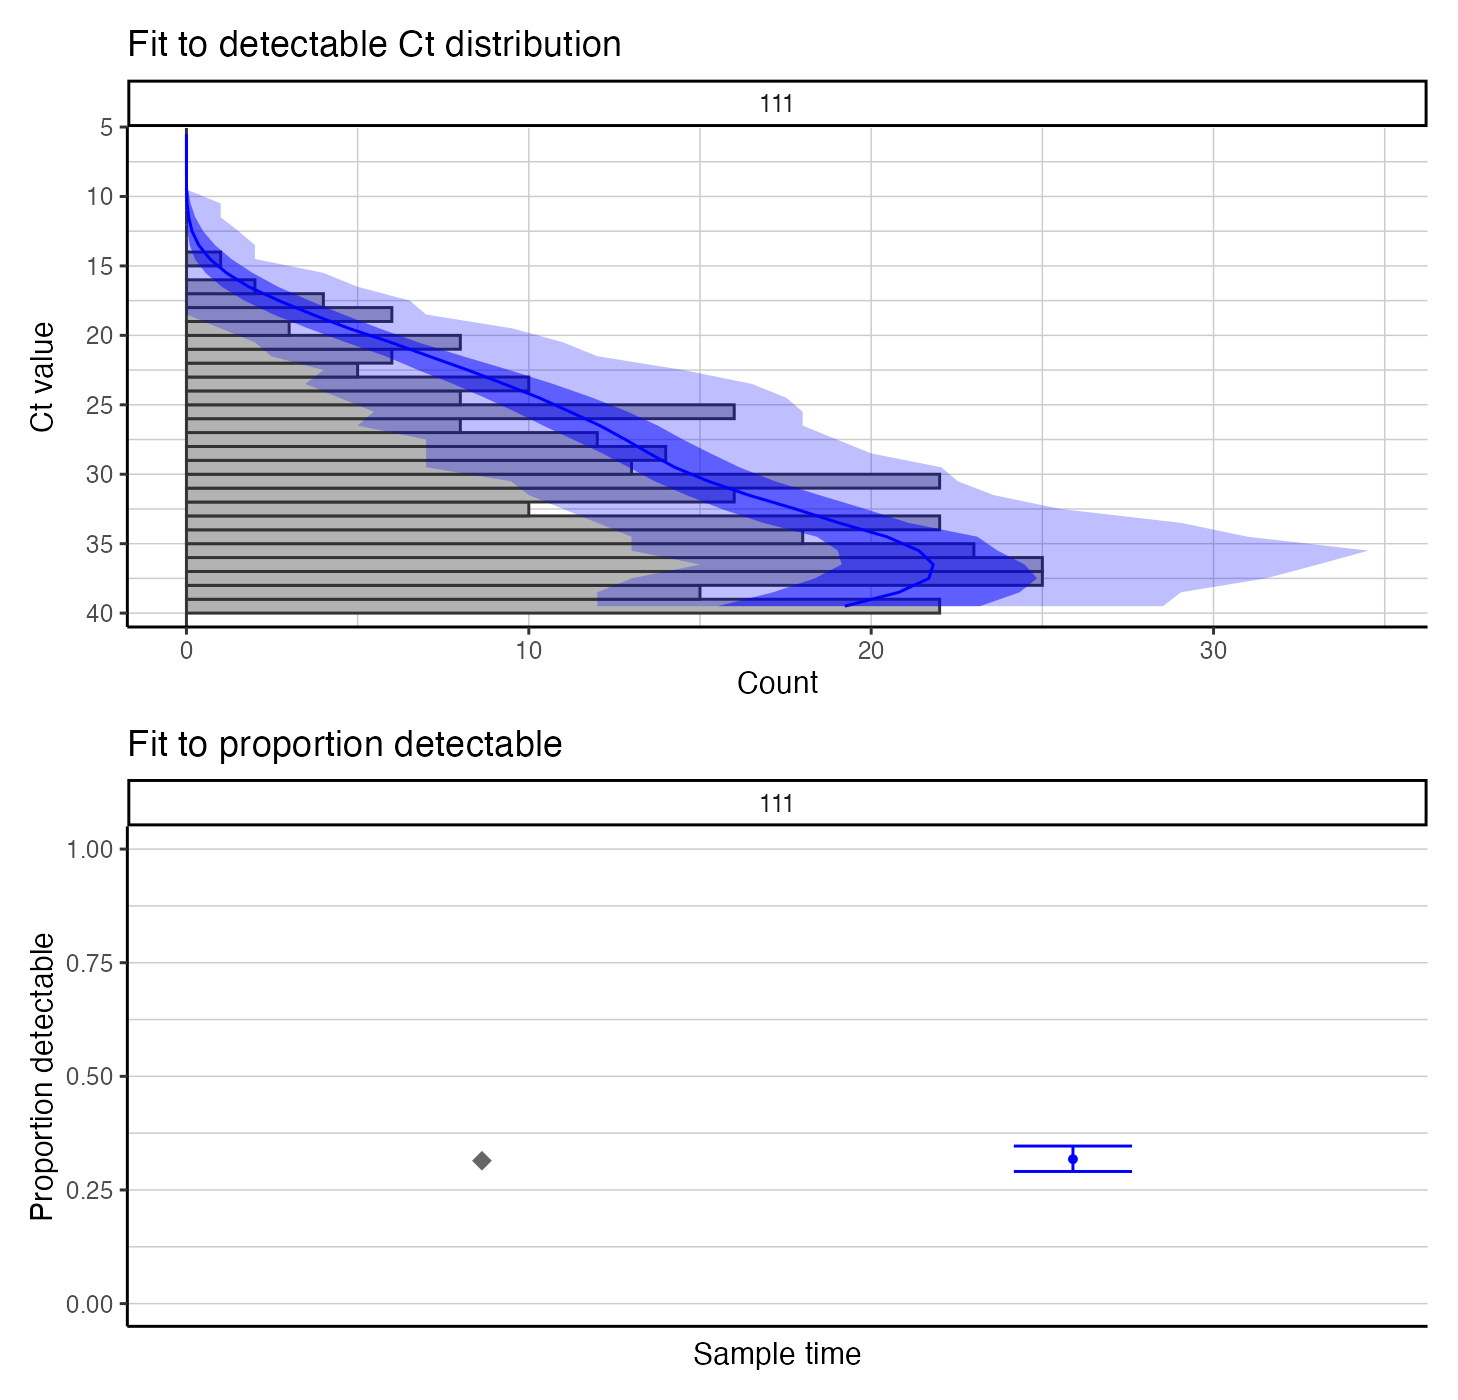 Fit to detectable Ct distribution
111
5
10
15
20
25
30
35
40
Ct value
0 10 20 30
Count
Fit to proportion detectable
111
1.00
0.75
0.50
0.25
0.00
Proportion detectable
Sample time